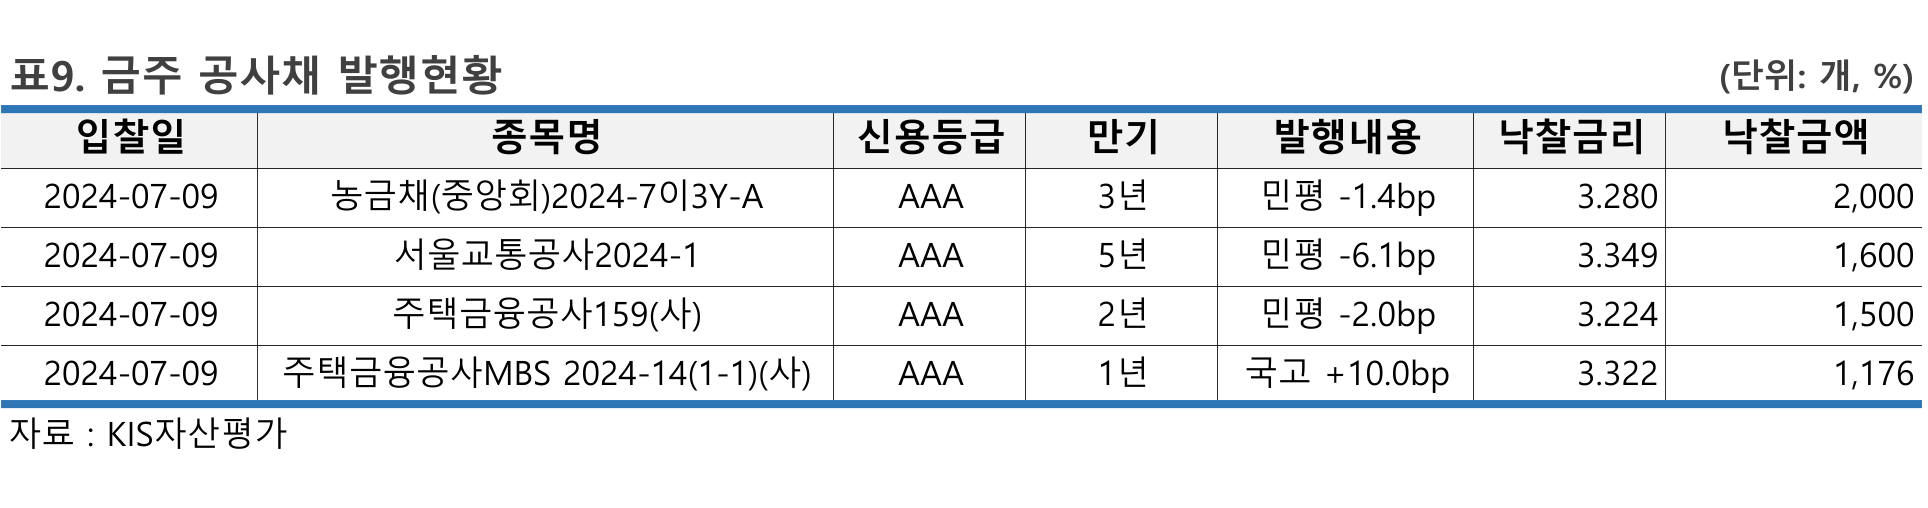 표9. 금주 공사채 발행현황 (단위: 개, %)
입찰일 종목명 신용등급 만기 발행내용 낙찰금리 낙찰금액
2024-07-09 농금채(중앙회)2024-7이3Y-A AAA 3년 민평 -1.4bp 3.280 2,000
2024-07-09 서울교통공사2024-1 AAA 5년 민평 -6.1bp 3.349 1,600
2024-07-09 주택금융공사159(사) AAA 2년 민평 -2.0bp 3.224 1,500
2024-07-09 주택금융공사MBS 2024-14(1-1)(사) AAA 1년 국고 +10.0bp 3.322 1,176
자료 : KIS자산평가